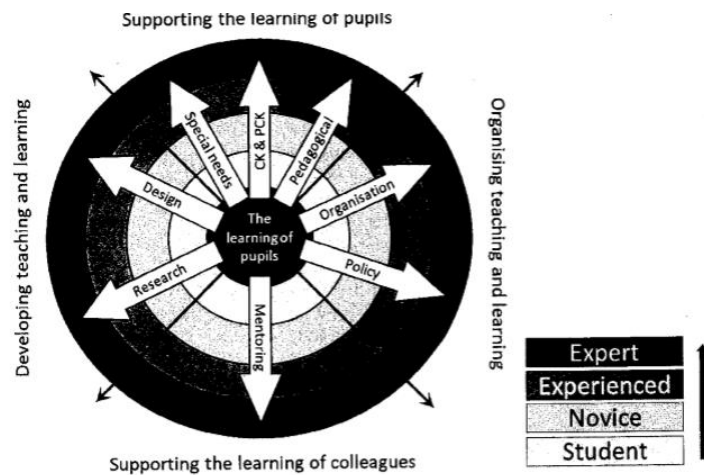 Supporting the learning of pupils
Developing teaching and learning
Organising teaching and learning
Special needs
CK & PCK
Pedagogical
Design
Organisation
The
learning of
pupils
Research
Policy
Mentoring
Expert
Experienced
Novice
Student
Supporting the learning of colleagues